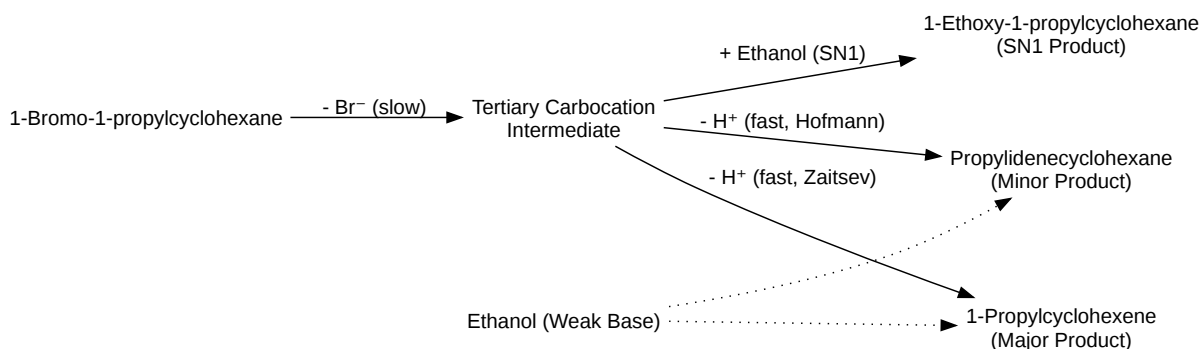 1-Ethoxy-1-propylcyclohexane
(SN1 Product)
+ Ethanol (SN1)
1-Bromo-1-propylcyclohexane
- Br⁻ (slow)
Tertiary Carbocation
Intermediate
- H⁺ (fast, Hofmann)
Propylidenecyclohexane
(Minor Product)
- H⁺ (fast, Zaitsev)
Ethanol (Weak Base)
1-Propylcyclohexene
(Major Product)